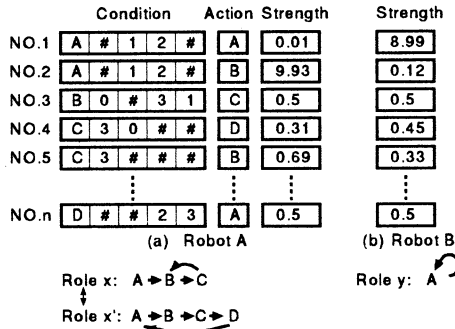 Condition Action Strength Strength
NO.1 A # 1 2 # A 0.01 8.99
NO.2 A # 1 2 # B 9.93 0.12
NO.3 B 0 # 3 1 C 0.5 0.5
NO.4 C 3 0 # # D 0.31 0.45
NO.5 C 3 # # # B 0.69 0.33
NO.n D # # 2 3 A 0.5 0.5
(a) Robot A (b) Robot B
Role x: A → B → C Role y: A
Role x': A → B → C → D